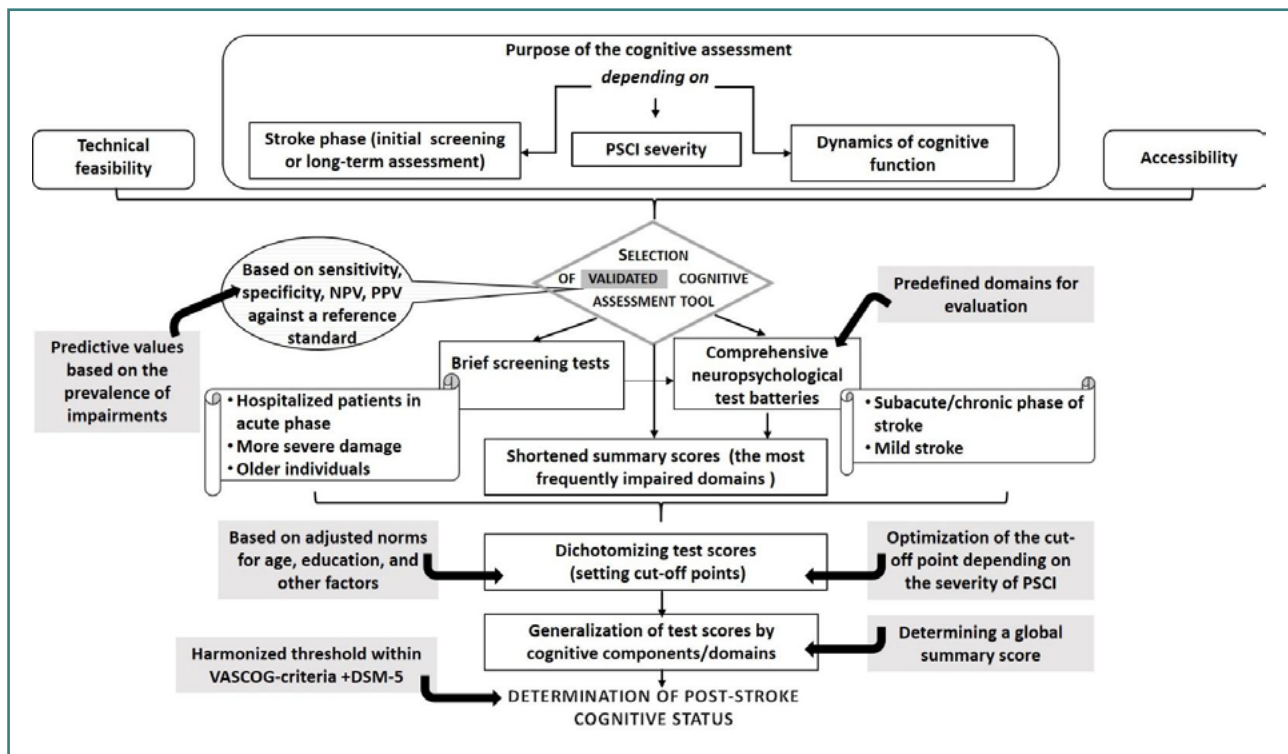 Purpose of the cognitive assessment
depending on
Technical
feasibility
Stroke phase (initial screening
or long-term assessment)
PSCI severity
Dynamics of cognitive
function
Accessibility
SELECTION
OF VALIDATED COGNITIVE
ASSESSMENT TOOL
Based on sensitivity,
specificity, NPV, PPV
against a reference
standard
Predefined domains for
evaluation
Predictive values
based on the
prevalence of
impairments
Brief screening tests
Comprehensive
neuropsychological
test batteries
• Hospitalized patients in
acute phase
• More severe damage
• Older individuals
• Subacute/chronic phase of
stroke
• Mild stroke
Shortened summary scores (the most
frequently impaired domains )
Based on adjusted norms
for age, education, and
other factors
Dichotomizing test scores
(setting cut-off points)
Optimization of the cut-
off point depending on
the severity of PSCI
Generalization of test scores by
cognitive components/domains
Determining a global
summary score
Harmonized threshold within
VASCOG-criteria +DSM-5
DETERMINATION OF POST-STROKE
COGNITIVE STATUS